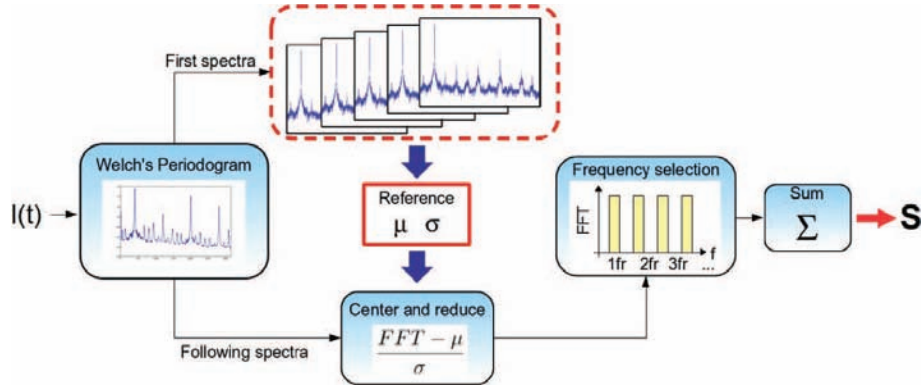 First spectra
Welch's Periodogram
I(t)
Reference
μ σ
Frequency selection
FFT
f
1fr 2fr 3fr ...
Sum
Σ
S
Center and reduce
FFT − μ
σ
Following spectra